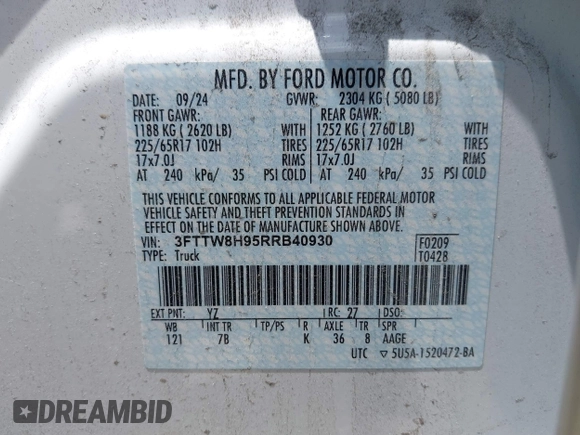 MFD. BY FORD MOTOR CO.
DATE: 09/24 GVWR: 2304 KG ( 5080 LB)
FRONT GAWR: REAR GAWR:
1188 KG ( 2620 LB) WITH 1252 KG ( 2760 LB) WITH
225/65R17 102H TIRES 225/65R17 102H TIRES
17x7.0J RIMS 17x7.0J RIMS
AT 240 kPa/ 35 PSI COLD AT 240 kPa/ 35 PSI COLD
THIS VEHICLE CONFORMS TO ALL APPLICABLE FEDERAL MOTOR
VEHICLE SAFETY AND THEFT PREVENTION STANDARDS IN
EFFECT ON THE DATE OF MANUFACTURE SHOWN ABOVE.
VIN: 3FTTW8H95RRB40930 F0209
TYPE: Truck T0428
EXT PNT: YZ RC: 27 DSO:
WB INT TR TP/PS R AXLE TR SPR
121 7B K 36 8 AAGE
UTC ▽ 5U5A-1520472-BA
DREAMBID